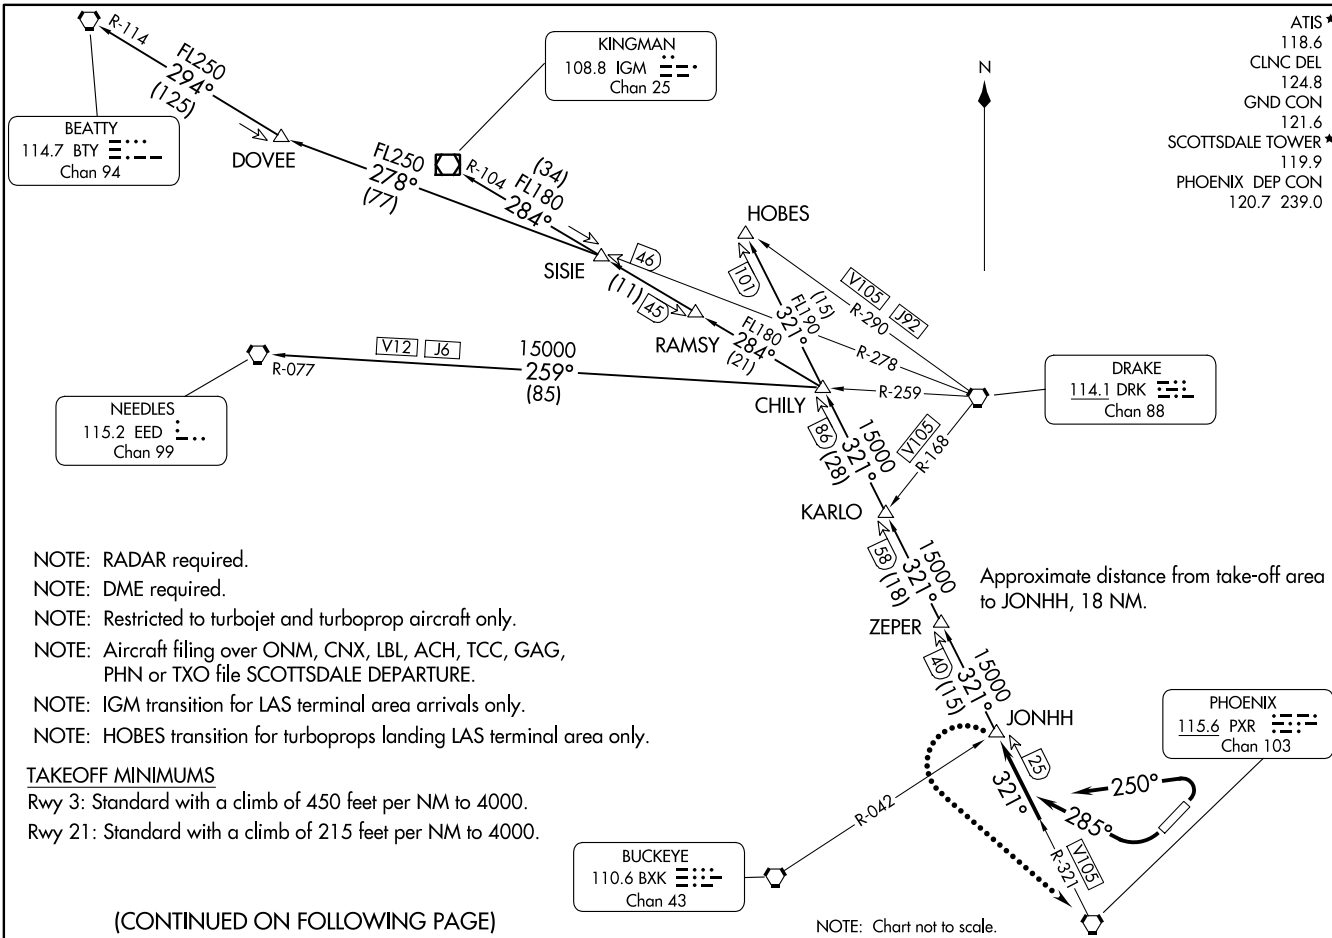 ATIS ★
118.6
CLNC DEL
124.8
GND CON
121.6
SCOTTSDALE TOWER ★
119.9
PHOENIX DEP CON
120.7 239.0
N
KINGMAN
108.8 IGM
Chan 25
BEATTY
114.7 BTY
Chan 94
R-114
FL250
294°
(125)
DOVEE
FL250
278°
(77)
R-104
(34)
FL180
284°
SISIE
46
(11)
45
RAMSY
FL180
284°
(21)
HOBES
101
(15)
FL190
321°
V105 J92
R-290
R-278
R-259
DRAKE
114.1 DRK
Chan 88
V12 J6
R-077
15000
259°
(85)
NEEDLES
115.2 EED
Chan 99
CHILY
86
15000
321°
(28)
V105
R-168
KARLO
58
15000
321°
(18)
ZEPER
Approximate distance from take-off area
to JONHH, 18 NM.
40
15000
321°
(15)
JONHH
25
321°
250°
285°
V105
R-321
PHOENIX
115.6 PXR
Chan 103
R-042
BUCKEYE
110.6 BXK
Chan 43
NOTE: RADAR required.
NOTE: DME required.
NOTE: Restricted to turbojet and turboprop aircraft only.
NOTE: Aircraft filing over ONM, CNX, LBL, ACH, TCC, GAG,
PHN or TXO file SCOTTSDALE DEPARTURE.
NOTE: IGM transition for LAS terminal area arrivals only.
NOTE: HOBES transition for turboprops landing LAS terminal area only.
TAKEOFF MINIMUMS
Rwy 3: Standard with a climb of 450 feet per NM to 4000.
Rwy 21: Standard with a climb of 215 feet per NM to 4000.
(CONTINUED ON FOLLOWING PAGE)
NOTE: Chart not to scale.